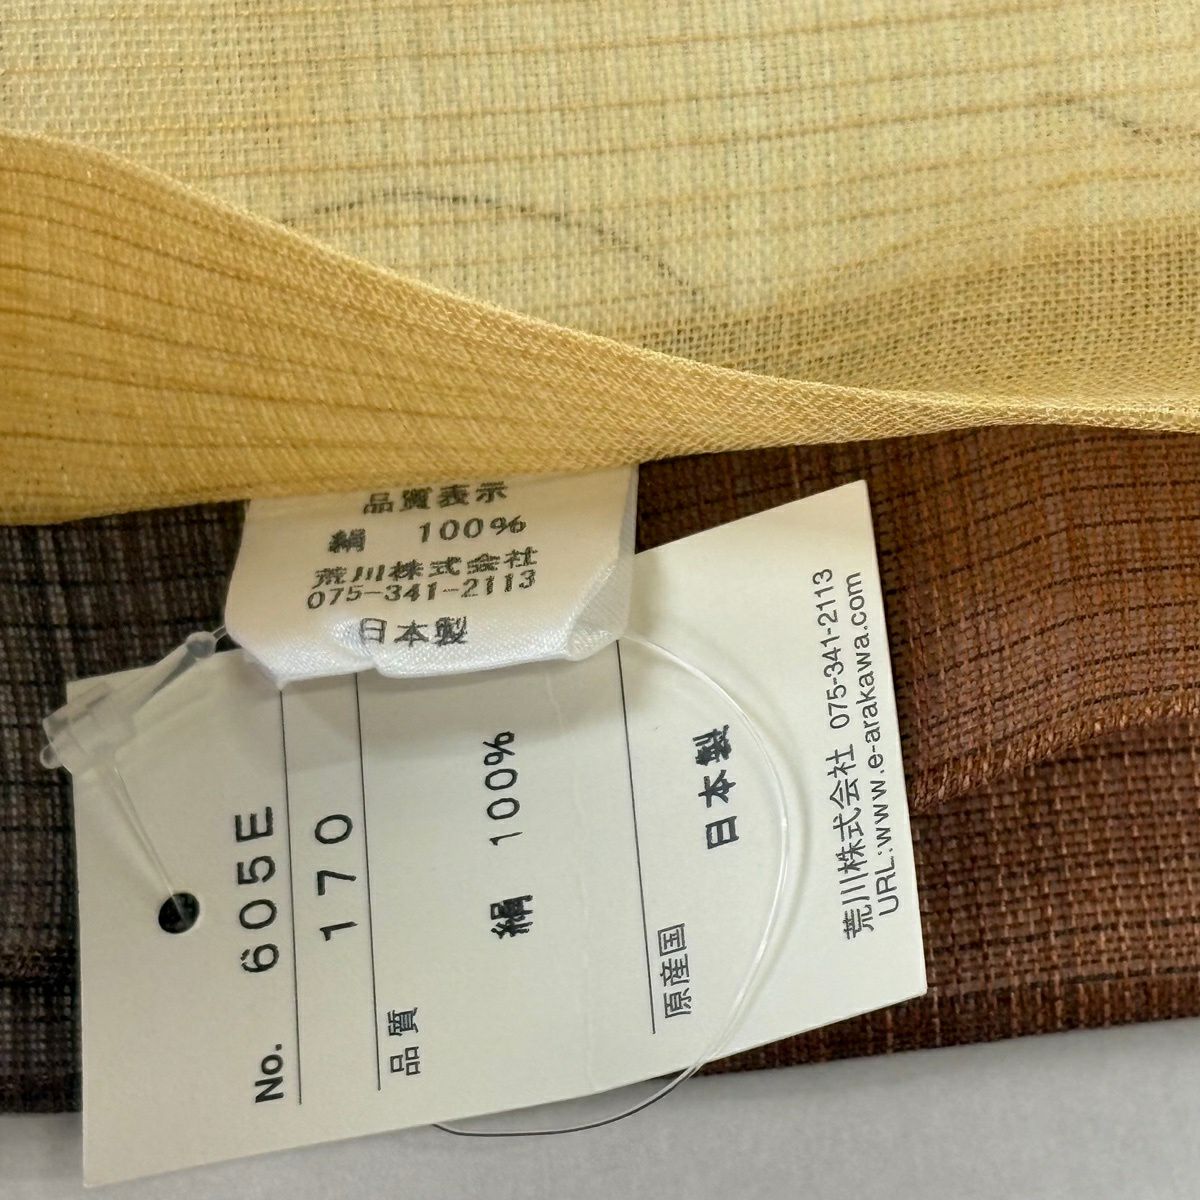 品質表示
絹 100%
荒川株式会社
075-341-2113
日本製
No. 605E
170
品質
絹 100%
原産国
日本製
荒川株式会社 075-341-2113
URL:www.e-arakawa.com